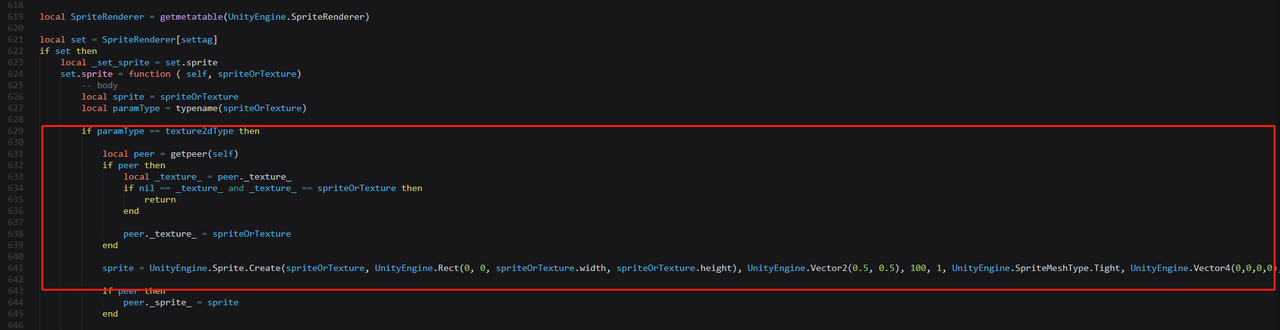 618
619 local SpriteRenderer = getmetatable(UnityEngine.SpriteRenderer)
620
621 local set = SpriteRenderer[settag]
622 if set then
623 local _set_sprite = set.sprite
624 set.sprite = function ( self, spriteOrTexture)
625 -- body
626 local sprite = spriteOrTexture
627 local paramType = typename(spriteOrTexture)
628
629 if paramType == texture2dType then
630
631 local peer = getpeer(self)
632 if peer then
633 local _texture_ = peer._texture_
634 if nil ~= _texture_ and _texture_ == spriteOrTexture then
635 return
636 end
637
638 peer._texture_ = spriteOrTexture
639 end
640
641 sprite = UnityEngine.Sprite.Create(spriteOrTexture, UnityEngine.Rect(0, 0, spriteOrTexture.width, spriteOrTexture.height), UnityEngine.Vector2(0.5, 0.5), 100, 1, UnityEngine.SpriteMeshType.Tight, UnityEngine.Vector4(0,0,0,0
642
643 if peer then
644 peer._sprite_ = sprite
645 end
646